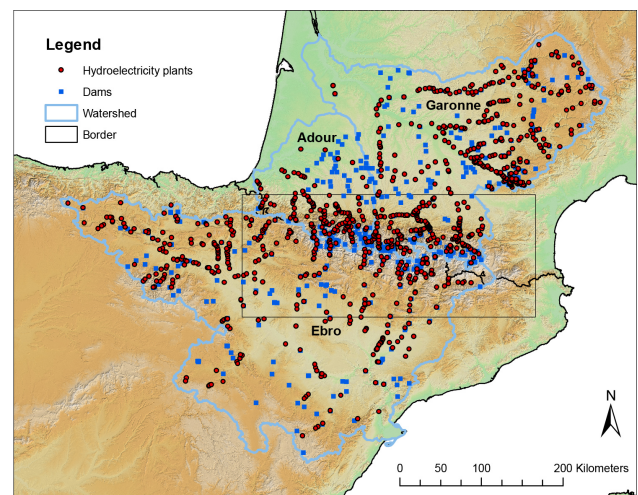 Legend
Hydroelectricity plants
Dams
Watershed
Border
Garonne
Adour
Ebro
N
0 50 100 200 Kilometers